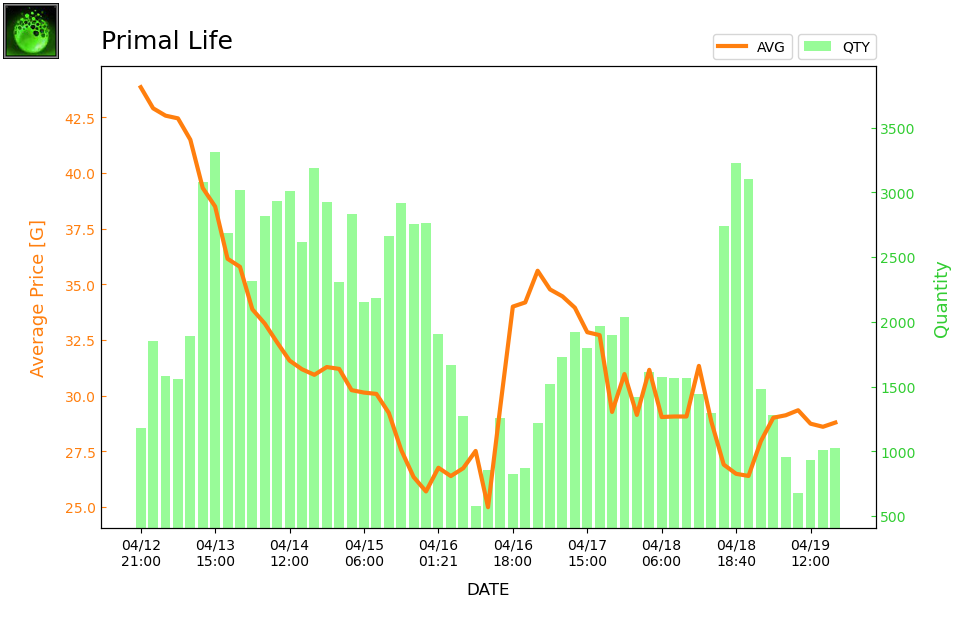 Primal Life
AVG
QTY
Average Price [G]
42.5
40.0
37.5
35.0
32.5
30.0
27.5
25.0
3500
3000
2500
2000
1500
1000
500
Quantity
04/12 04/13 04/14 04/15 04/16 04/16 04/17 04/18 04/18 04/19
21:00 15:00 12:00 06:00 01:21 18:00 15:00 06:00 18:40 12:00
DATE